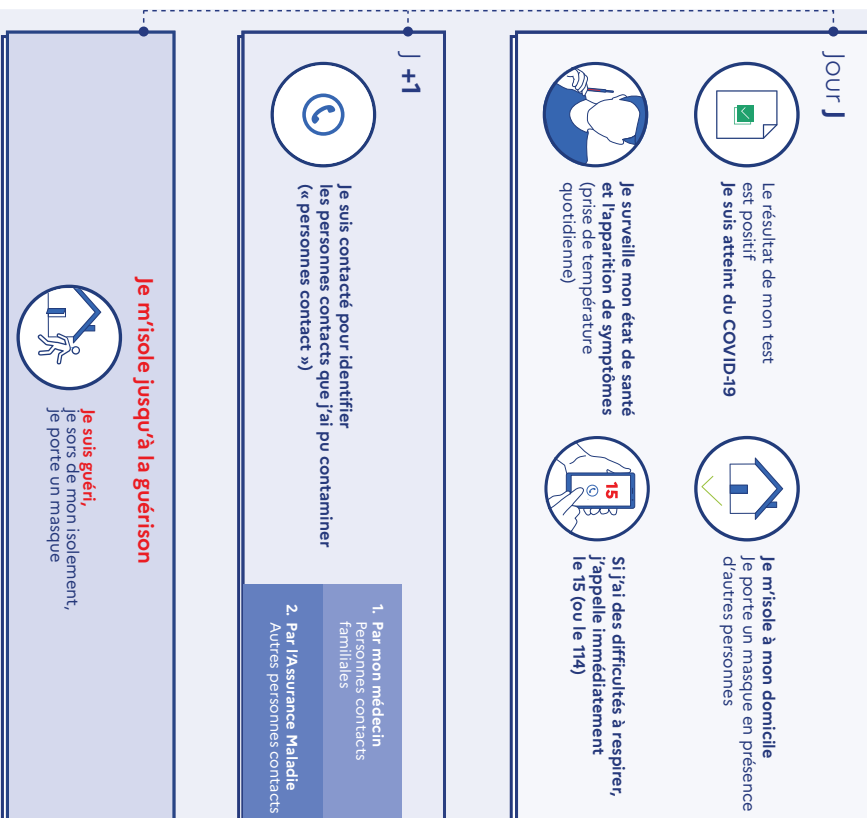 Jour J
Le résultat de mon test
est positif
Je suis atteint du COVID-19
Je m'isole à mon domicile
Je porte un masque en présence
d'autres personnes
Je surveille mon état de santé
et l'apparition de symptômes
(prise de température
quotidienne)
15
Si j'ai des difficultés à respirer,
j'appelle immédiatement
le 15 (ou le 114)
J +1
Je suis contacté pour identifier
les personnes contacts que j'ai pu contaminer
(« personnes contact »)
1. Par mon médecin
Personnes contacts
familiales
2. Par l'Assurance Maladie
Autres personnes contacts
Je m'isole jusqu'à la guérison
Je suis guéri,
je sors de mon isolement,
je porte un masque